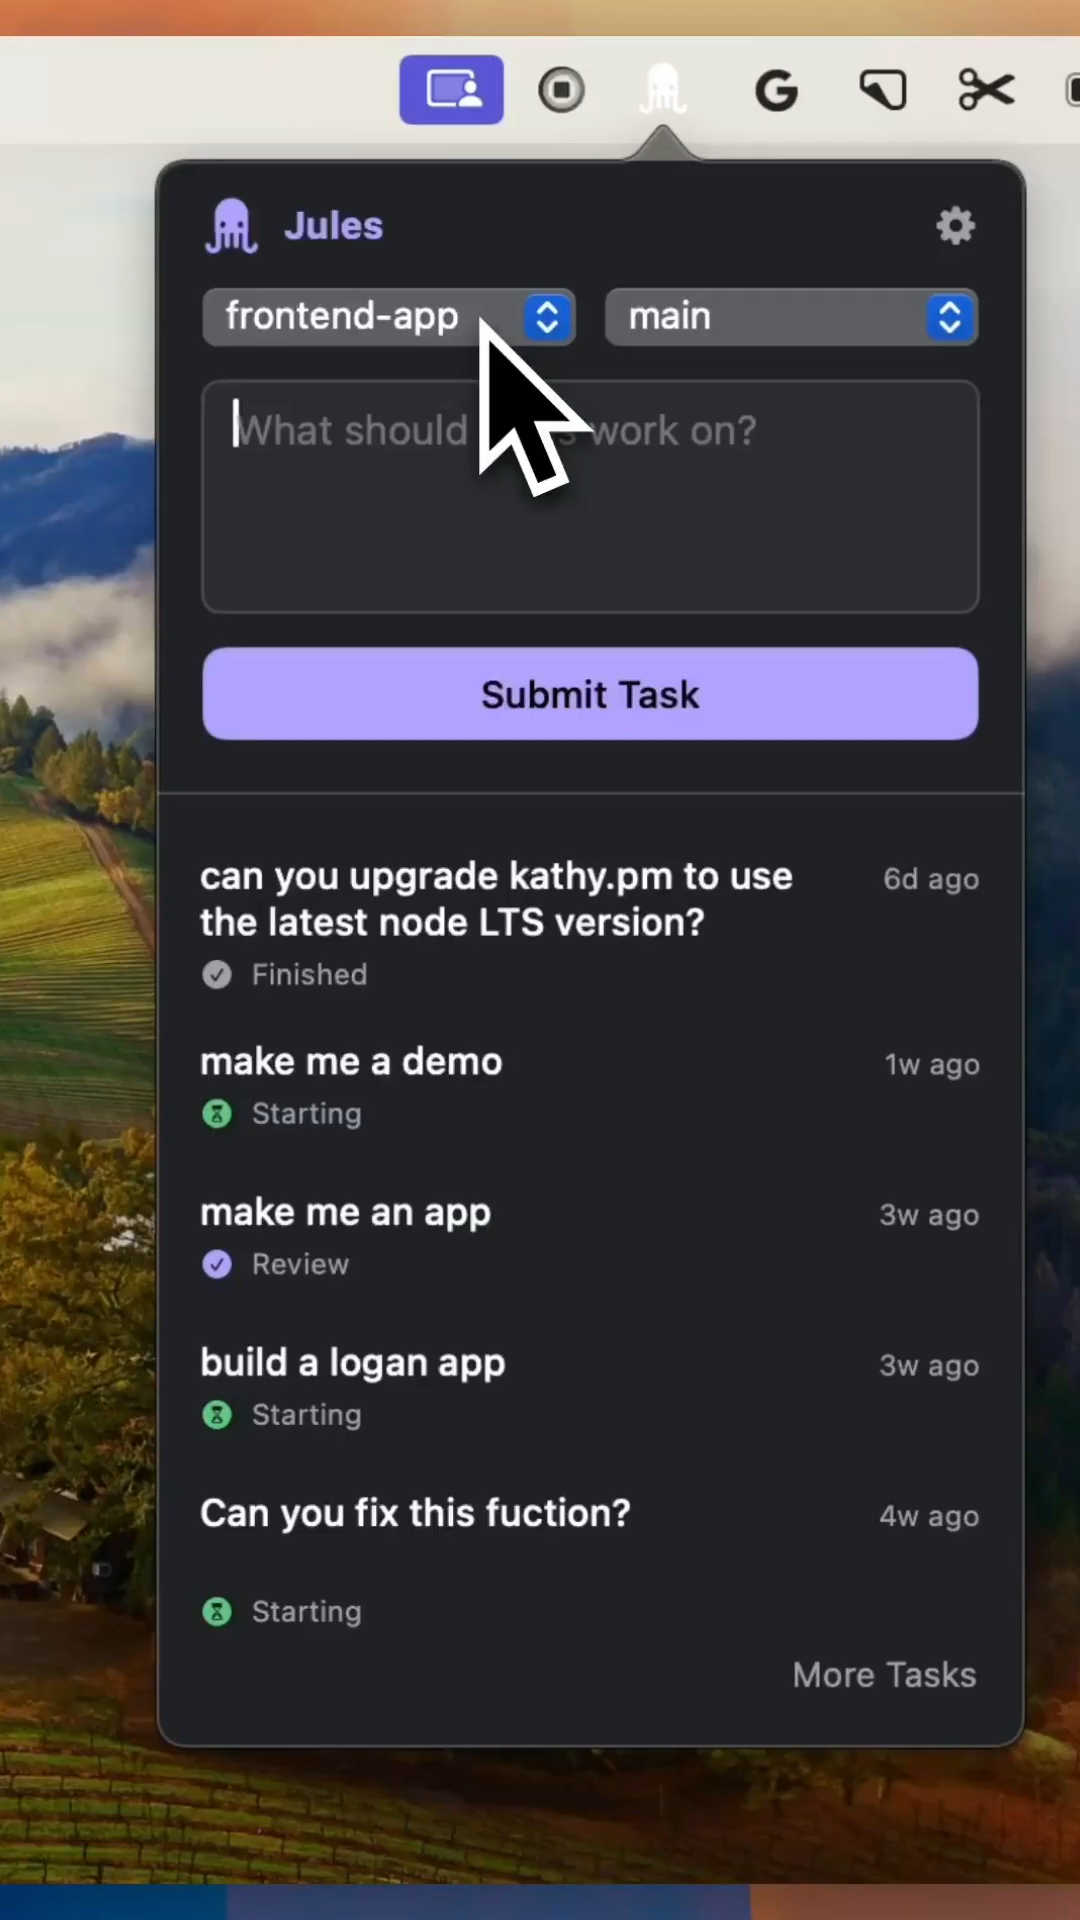 G
Jules
frontend-app
main
What should work on?
Submit Task
can you upgrade kathy.pm to use
the latest node LTS version?
6d ago
Finished
make me a demo
1w ago
Starting
make me an app
3w ago
Review
build a logan app
3w ago
Starting
Can you fix this fuction?
4w ago
Starting
More Tasks